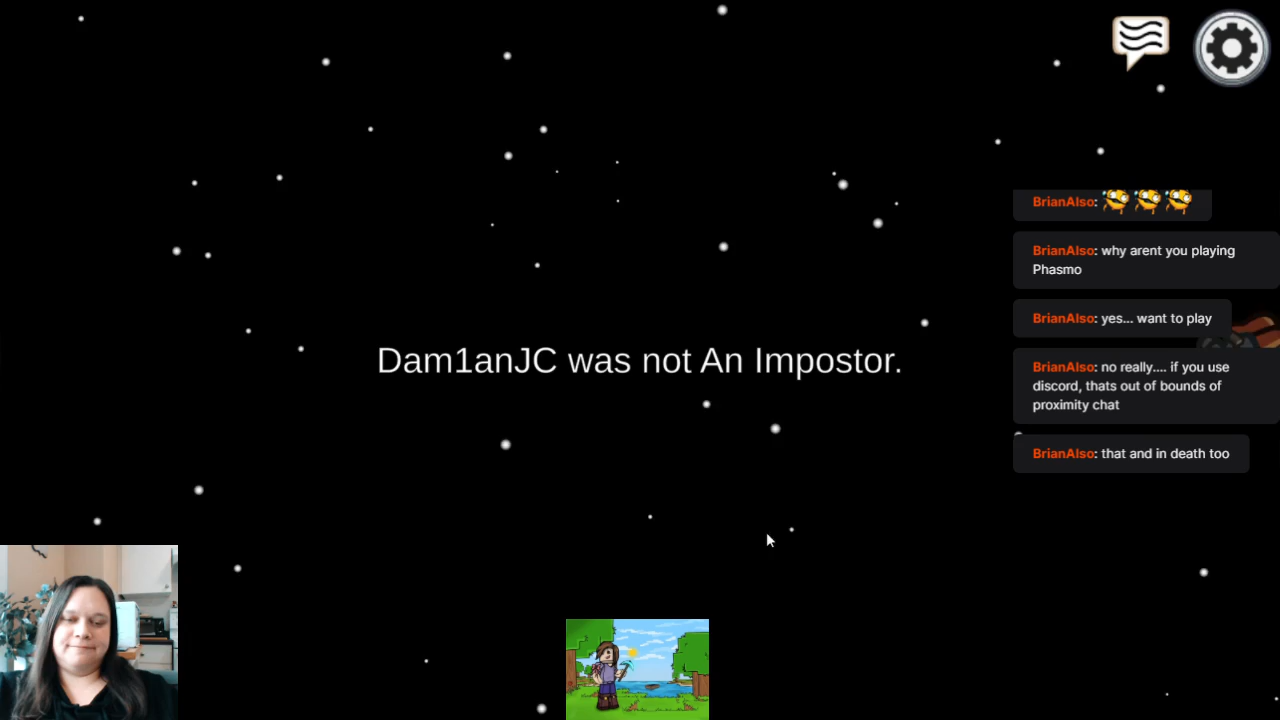 BrianAlso:
BrianAlso: why arent you playing
Phasmo
BrianAlso: yes... want to play
Dam1anJC was not An Impostor.
BrianAlso: no really.... if you use
discord, thats out of bounds of
proximity chat
BrianAlso: that and in death too